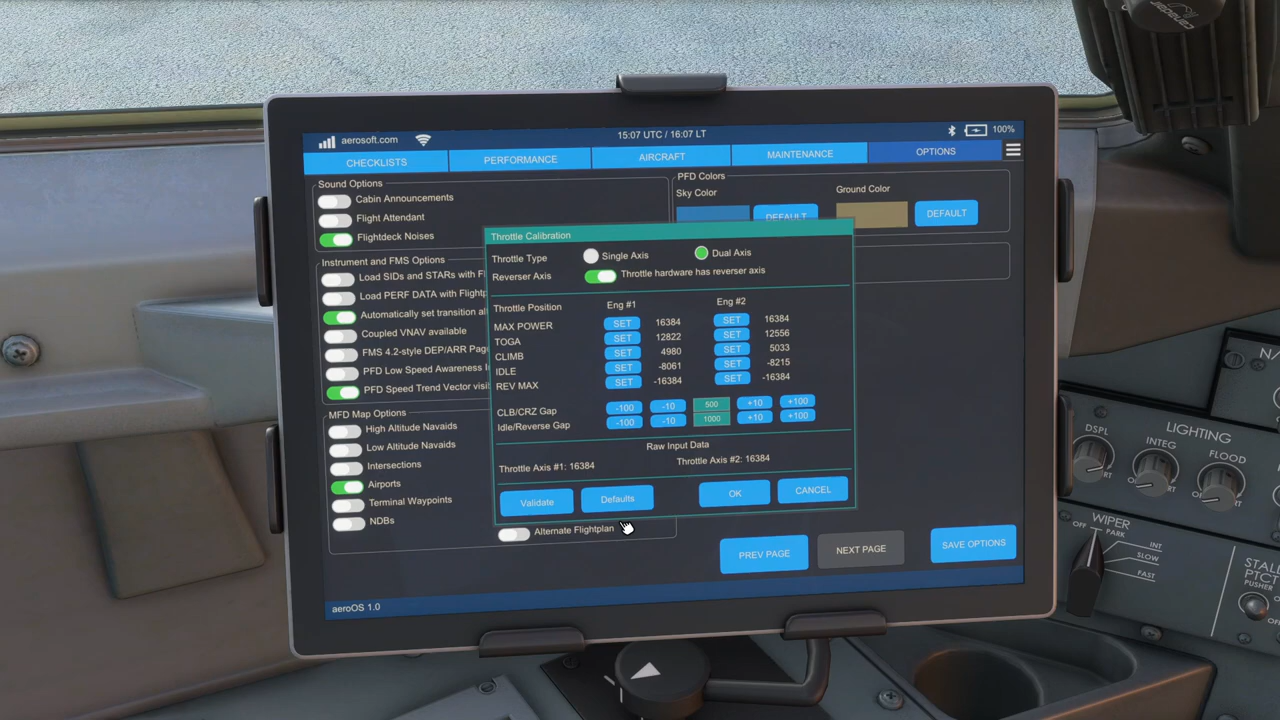 aerosoft.com
15:07 UTC / 16:07 LT
100%
CHECKLISTS
PERFORMANCE
AIRCRAFT
MAINTENANCE
OPTIONS
Sound Options
Cabin Announcements
Flight Attendant
Flightdeck Noises
PFD Colors
Sky Color
DEFAULT
Ground Color
DEFAULT
Instrument and FMS Options
Load SIDs and STARs with F
Load PERF DATA with Flightp
Automatically set transition al
Coupled VNAV available
FMS 4.2-style DEP/ARR Pag
PFD Low Speed Awareness I
PFD Speed Trend Vector visi
MFD Map Options
High Altitude Navaids
Low Altitude Navaids
Intersections
Airports
Terminal Waypoints
NDBs
Throttle Calibration
Throttle Type Single Axis Dual Axis
Reverser Axis Throttle hardware has reverser axis
Throttle Position Eng #1 Eng #2
MAX POWER SET 16384 SET 16384
TOGA SET 12822 SET 12556
CLIMB SET 4980 SET 5033
IDLE SET -8061 SET -8215
REV MAX SET -16384 SET -16384
CLB/CRZ Gap -100 -10 500 +10 +100
Idle/Reverse Gap -100 -10 1000 +10 +100
Raw Input Data
Throttle Axis #1: 16384 Throttle Axis #2: 16384
Validate Defaults OK CANCEL
Alternate Flightplan
PREV PAGE
NEXT PAGE
SAVE OPTIONS
aeroOS 1.0
LIGHTING
DSPL
INTEG
FLOOD
WIPER
OFF
PARK
INT
SLOW
FAST
STALL
PTCT
PUSHER